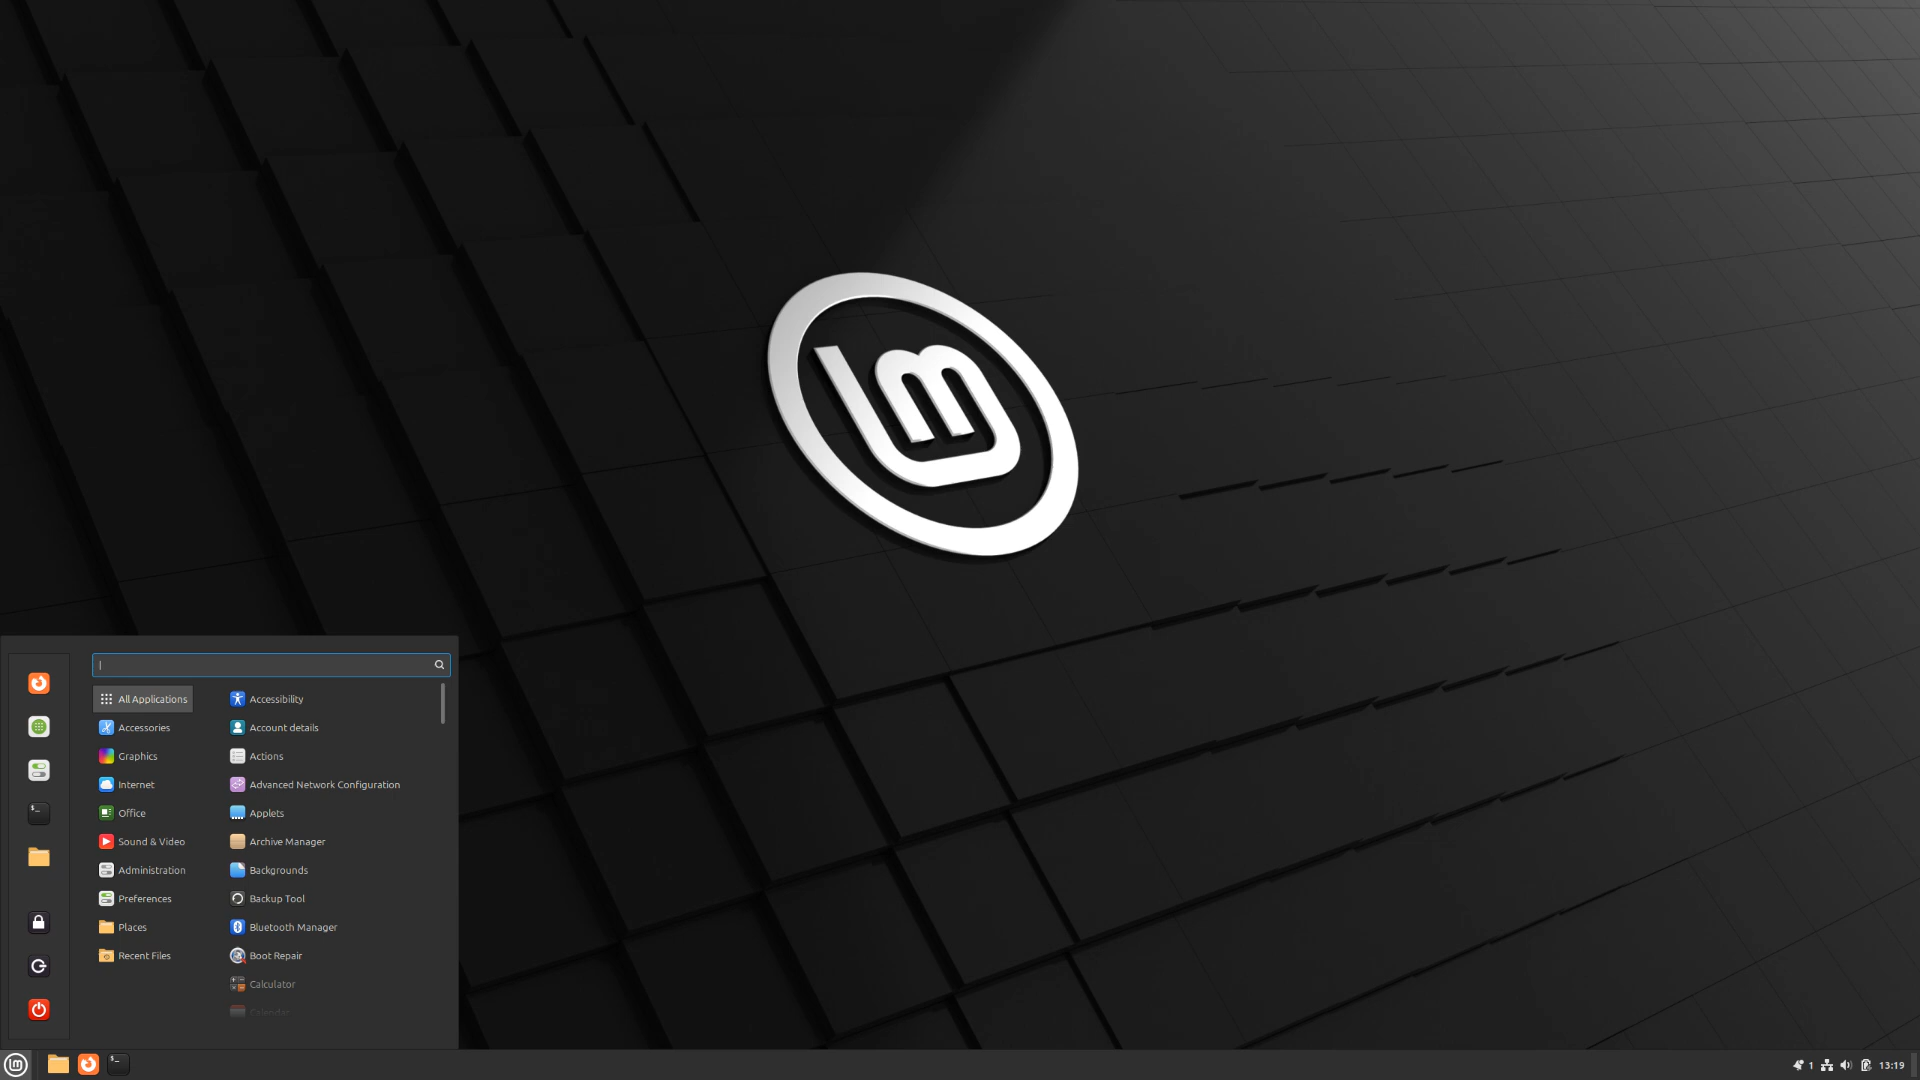 All Applications
Accessories
Graphics
Internet
Office
Sound & Video
Administration
Preferences
Places
Recent Files
Accessibility
Account details
Actions
Advanced Network Configuration
Applets
Archive Manager
Backgrounds
Backup Tool
Bluetooth Manager
Boot Repair
Calculator
Calendar
1
13:19